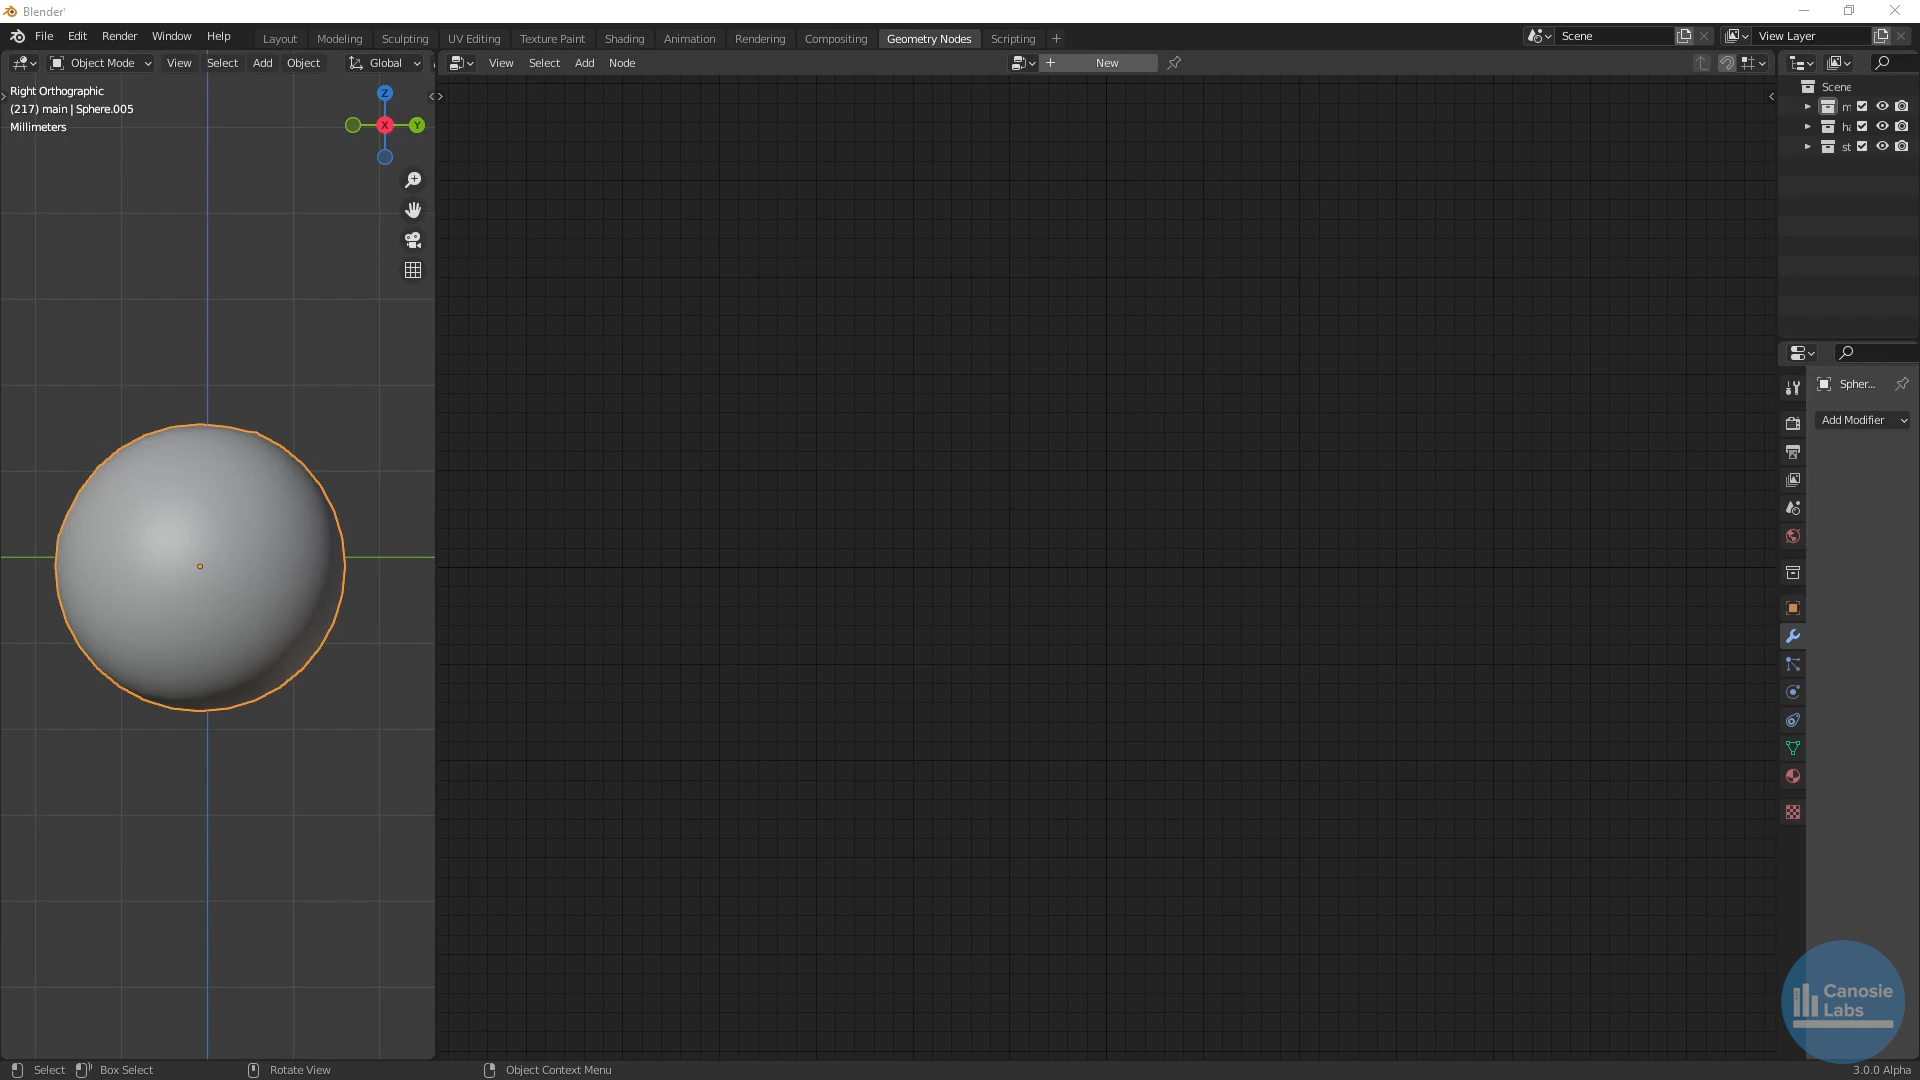 Blender'
File Edit Render Window Help
Layout Modeling Sculpting UV Editing Texture Paint Shading Animation Rendering Compositing Geometry Nodes Scripting
Scene View Layer
Object Mode View Select Add Object Global
View Select Add Node New
Right Orthographic
(217) main | Sphere.005
Millimeters
Z
X
Y
Scene
m
ha
st
Spher...
Add Modifier
Canosie
Labs
Select Box Select Rotate View Object Context Menu 3.0.0 Alpha